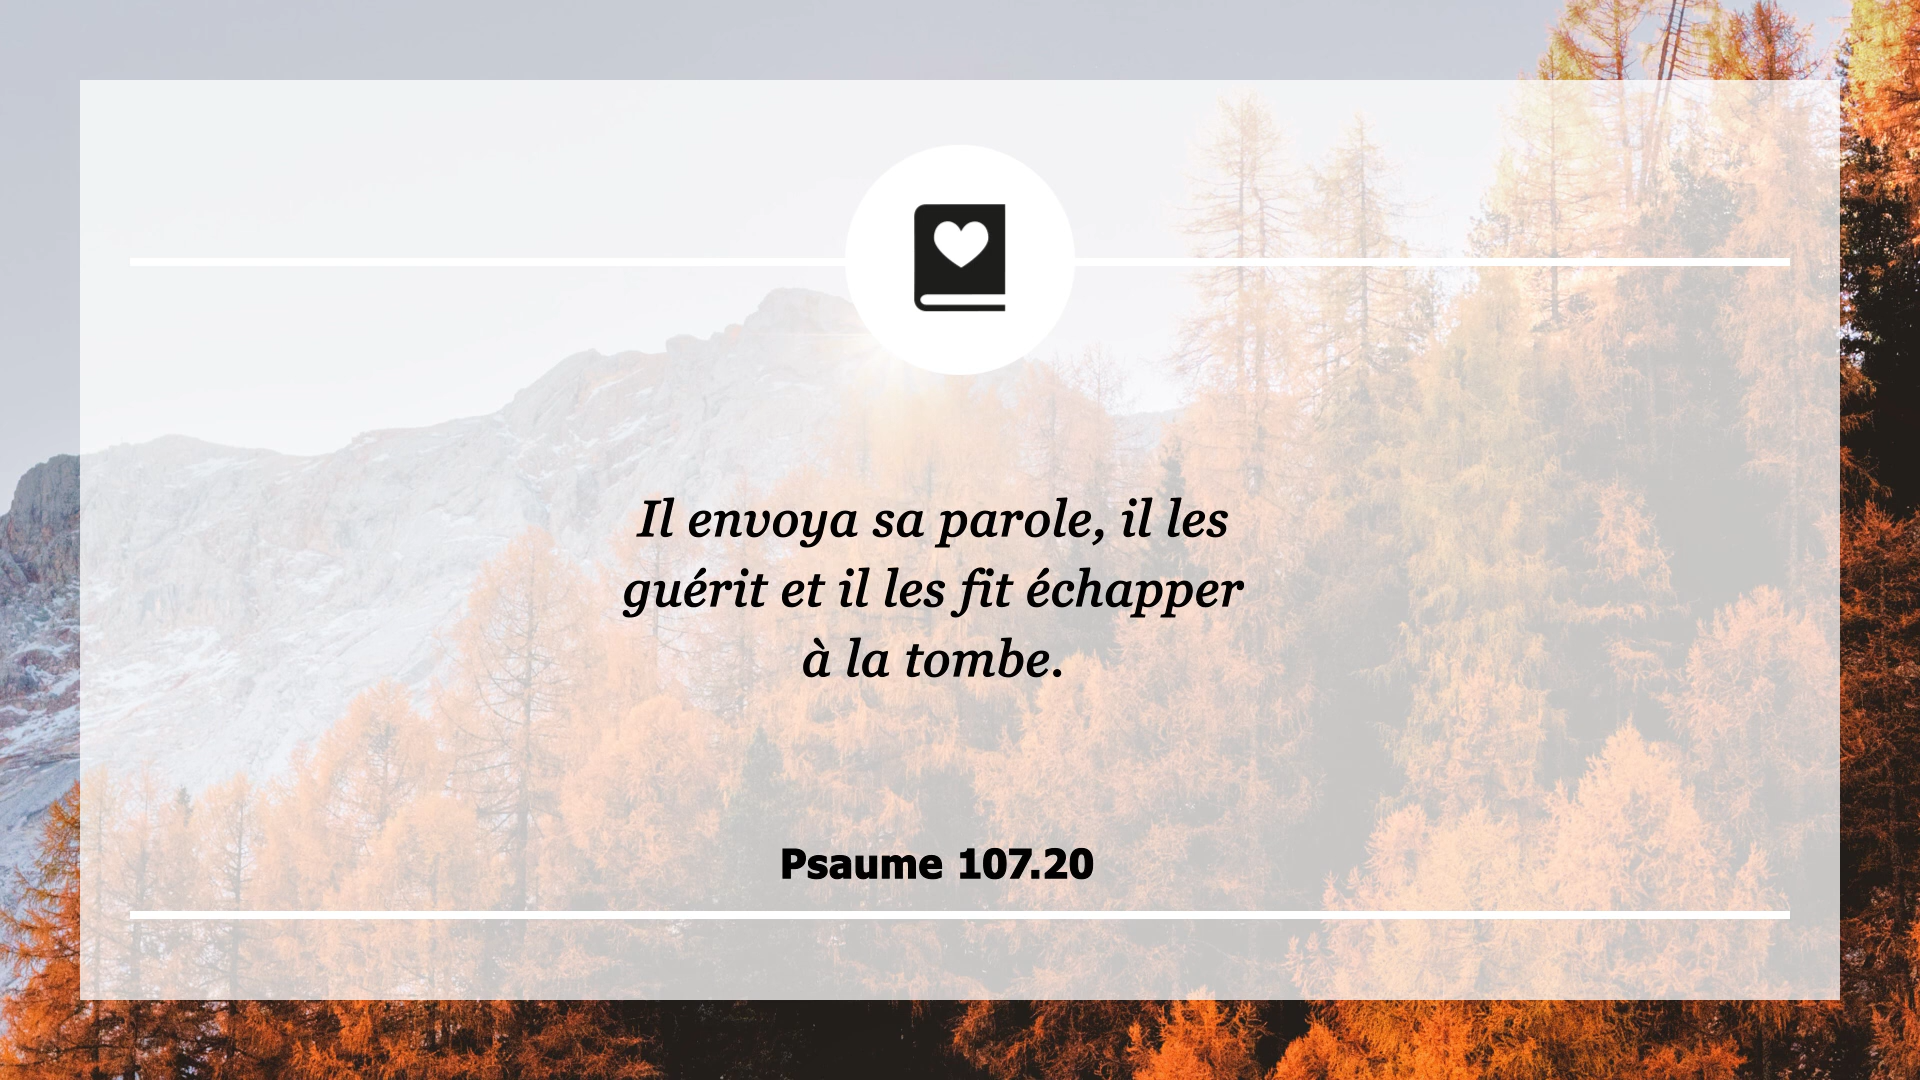 Il envoya sa parole, il les
guérit et il les fit échapper
à la tombe.
Psaume 107.20